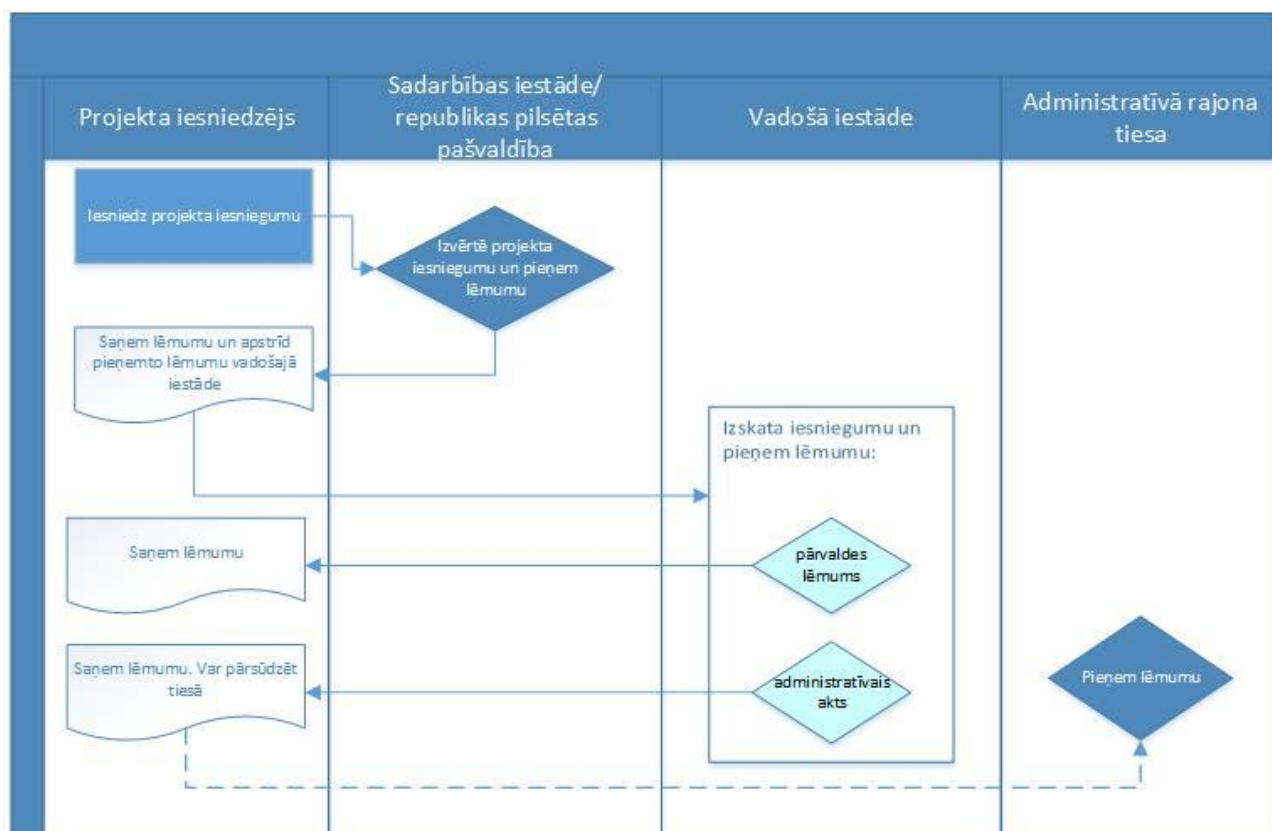 Projekta iesniedzējs
Sadarbības iestāde/
republikas pilsētas
pašvaldība
Vadošā iestāde
Administratīvā rajona
tiesa
Iesniedz projekta iesniegumu
Izvērtē projekta
iesniegumu un pieņem
lēmumu
Saņem lēmumu un apstrīd
pieņemto lēmumu vadošajā
iestāde
Izskata iesniegumu un
pieņem lēmumu:
Saņem lēmumu
pārvaldes
lēmums
Saņem lēmumu. Var pārsūdzēt
tiesā
administratīvais
akts
Pieņem lēmumu